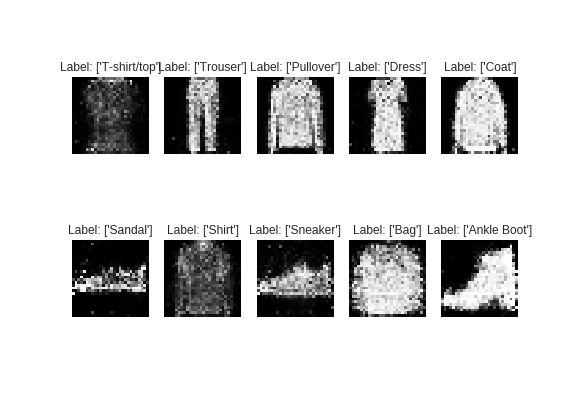 Label: ['T-shirt/top']
Label: ['Trouser']
Label: ['Pullover']
Label: ['Dress']
Label: ['Coat']
Label: ['Sandal']
Label: ['Shirt']
Label: ['Sneaker']
Label: ['Bag']
Label: ['Ankle Boot']